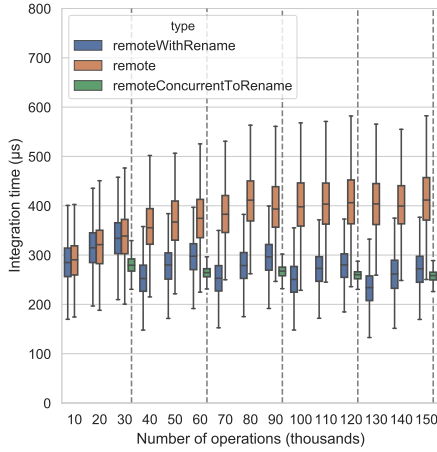 800
700
600
500
400
300
200
100
0
Integration time (μs)
type
remoteWithRename
remote
remoteConcurrentToRename
10 20 30 40 50 60 70 80 90 100 110 120 130 140 150
Number of operations (thousands)